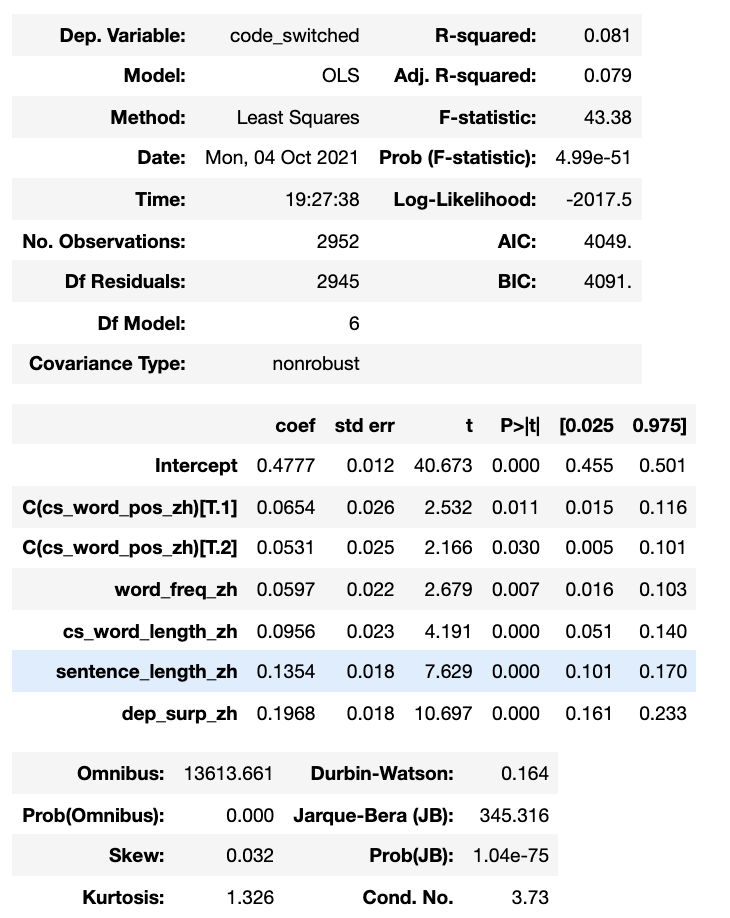 Dep. Variable: code_switched R-squared: 0.081
Model: OLS Adj. R-squared: 0.079
Method: Least Squares F-statistic: 43.38
Date: Mon, 04 Oct 2021 Prob (F-statistic): 4.99e-51
Time: 19:27:38 Log-Likelihood: -2017.5
No. Observations: 2952 AIC: 4049.
Df Residuals: 2945 BIC: 4091.
Df Model: 6
Covariance Type: nonrobust
coef std err t P>|t| [0.025 0.975]
Intercept 0.4777 0.012 40.673 0.000 0.455 0.501
C(cs_word_pos_zh)[T.1] 0.0654 0.026 2.532 0.011 0.015 0.116
C(cs_word_pos_zh)[T.2] 0.0531 0.025 2.166 0.030 0.005 0.101
word_freq_zh 0.0597 0.022 2.679 0.007 0.016 0.103
cs_word_length_zh 0.0956 0.023 4.191 0.000 0.051 0.140
sentence_length_zh 0.1354 0.018 7.629 0.000 0.101 0.170
dep_surp_zh 0.1968 0.018 10.697 0.000 0.161 0.233
Omnibus: 13613.661 Durbin-Watson: 0.164
Prob(Omnibus): 0.000 Jarque-Bera (JB): 345.316
Skew: 0.032 Prob(JB): 1.04e-75
Kurtosis: 1.326 Cond. No. 3.73